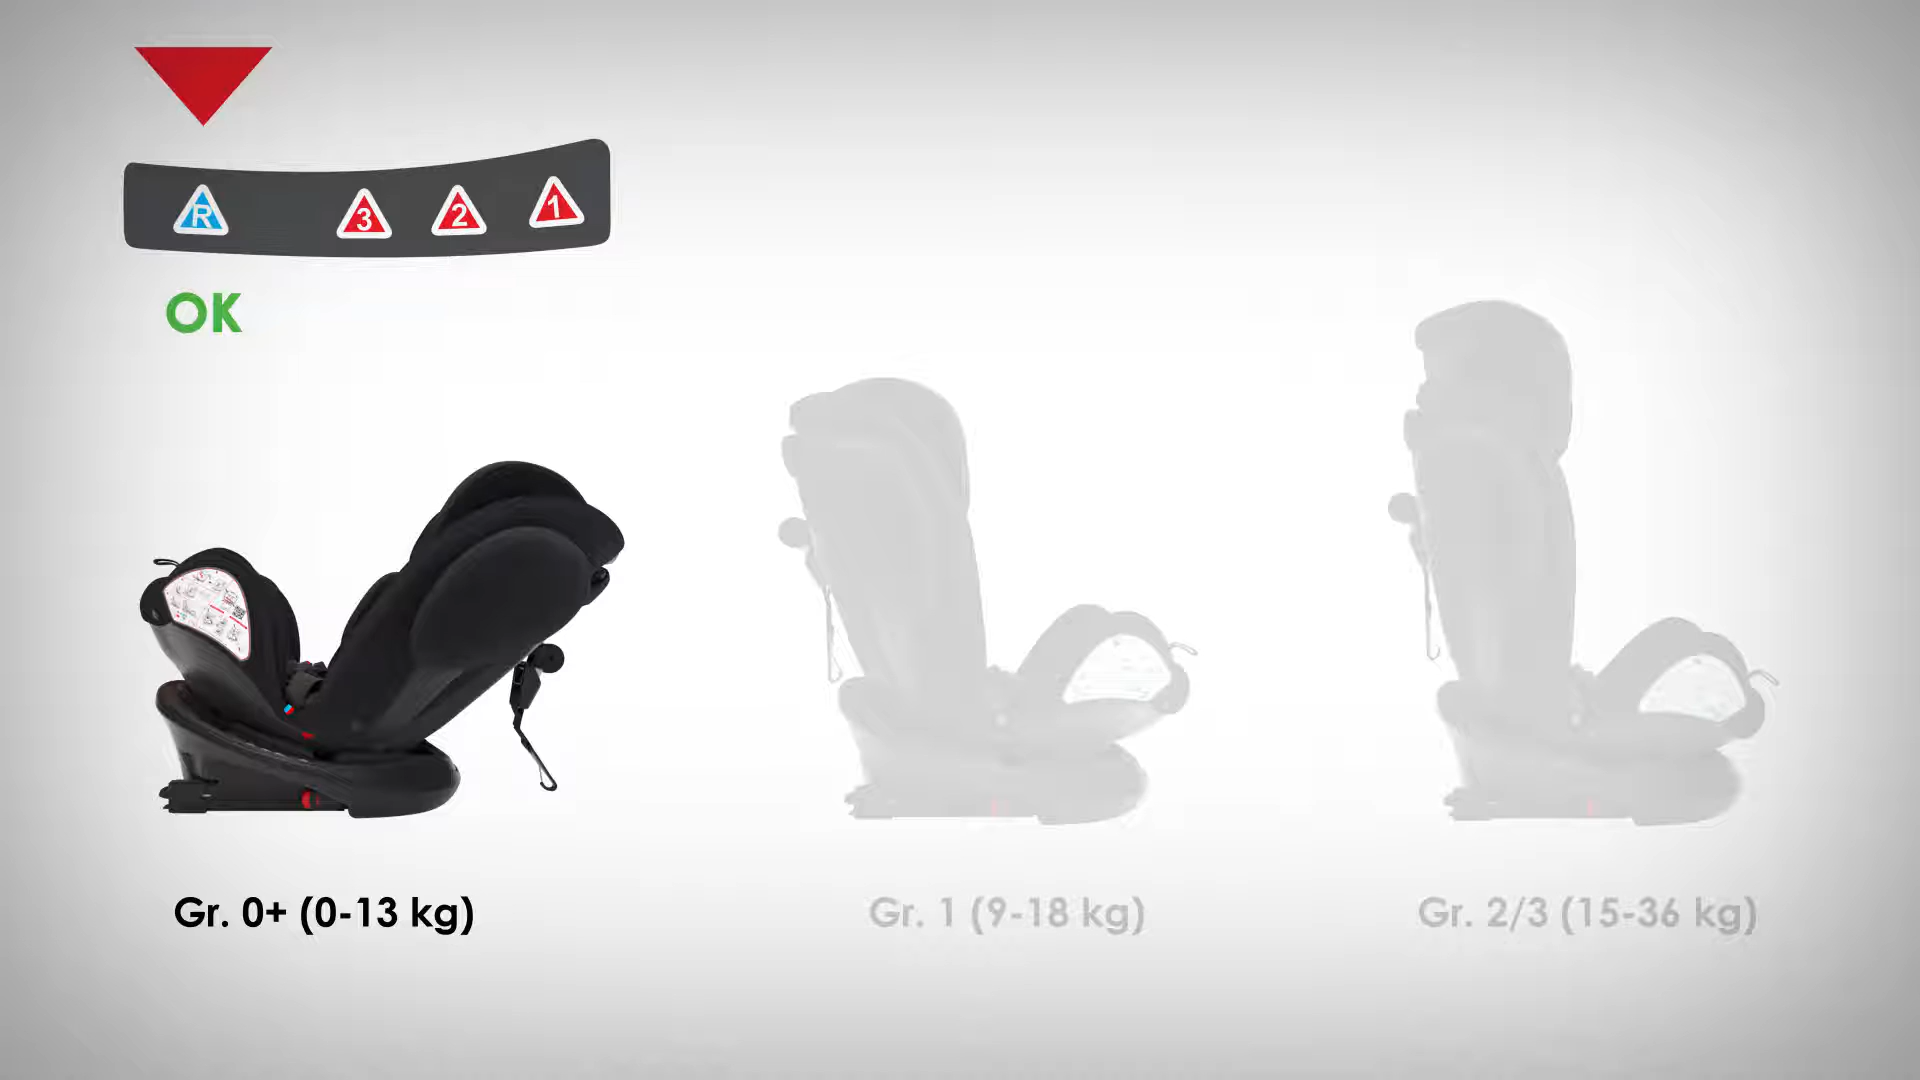 R 3 2 1
OK
Gr. 0+ (0-13 kg)
Gr. 1 (9-18 kg)
Gr. 2/3 (15-36 kg)